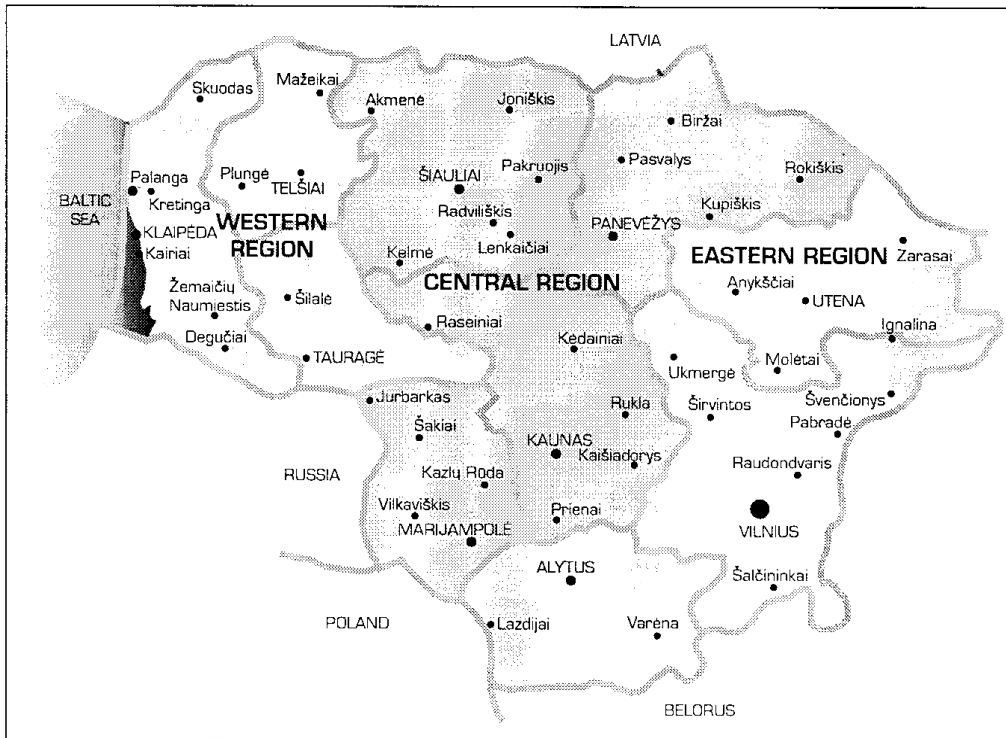 LATVIA
Mažeikai
Skuodas
Akmenė
Joniškis
Biržai
Pasvalys
Rokiškis
Pakruojis
ŠIAULIAI
Plungė
TELŠIAI
Palanga
Kretinga
BALTIC
SEA
WESTERN
REGION
Radviliškis
Lenkaičiai
PANEVĖŽYS
Kupiškis
KLAIPĖDA
Kairiai
Kelmė
CENTRAL REGION
EASTERN REGION
Zarasai
Anykščiai
UTENA
Žemaičių
Naumiestis
Šilalė
Degučiai
Raseiniai
Kėdainiai
Ignalina
TAURAGĖ
Ukmergė
Molėtai
Jurbarkas
Rukla
Širvintos
Švenčionys
Pabradė
Šakiai
KAUNAS
Kaišiadorys
Raudondvaris
RUSSIA
Kazlų Rūda
Vilkaviškis
Prienai
VILNIUS
MARIJAMPOLĖ
ALYTUS
Šalčininkai
POLAND
Lazdijai
Varėna
BELORUS